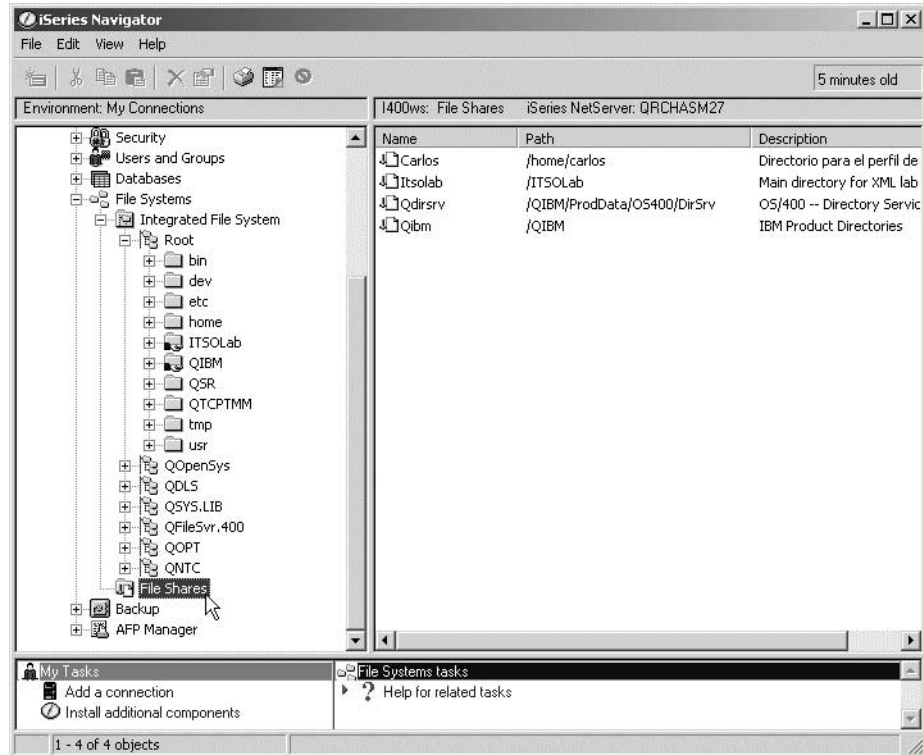 iSeries Navigator
File Edit View Help
5 minutes old
Environment: My Connections
I400ws: File Shares iSeries NetServer: QRCHASM27
Security
Users and Groups
Databases
File Systems
Integrated File System
Root
bin
dev
etc
home
ITSOLab
QIBM
QSR
QTCPTMM
tmp
usr
QOpenSys
QDLS
QSYS.LIB
QFileSvr.400
QOPT
QNTC
File Shares
Backup
AFP Manager
Name Path Description
Carlos /home/carlos Directorio para el perfil de
Itsolab /ITSOLab Main directory for XML lab
Qdirsrv /QIBM/ProdData/OS400/DirSrv OS/400 -- Directory Servic
Qibm /QIBM IBM Product Directories
My Tasks
Add a connection
Install additional components
File Systems tasks
Help for related tasks
1 - 4 of 4 objects